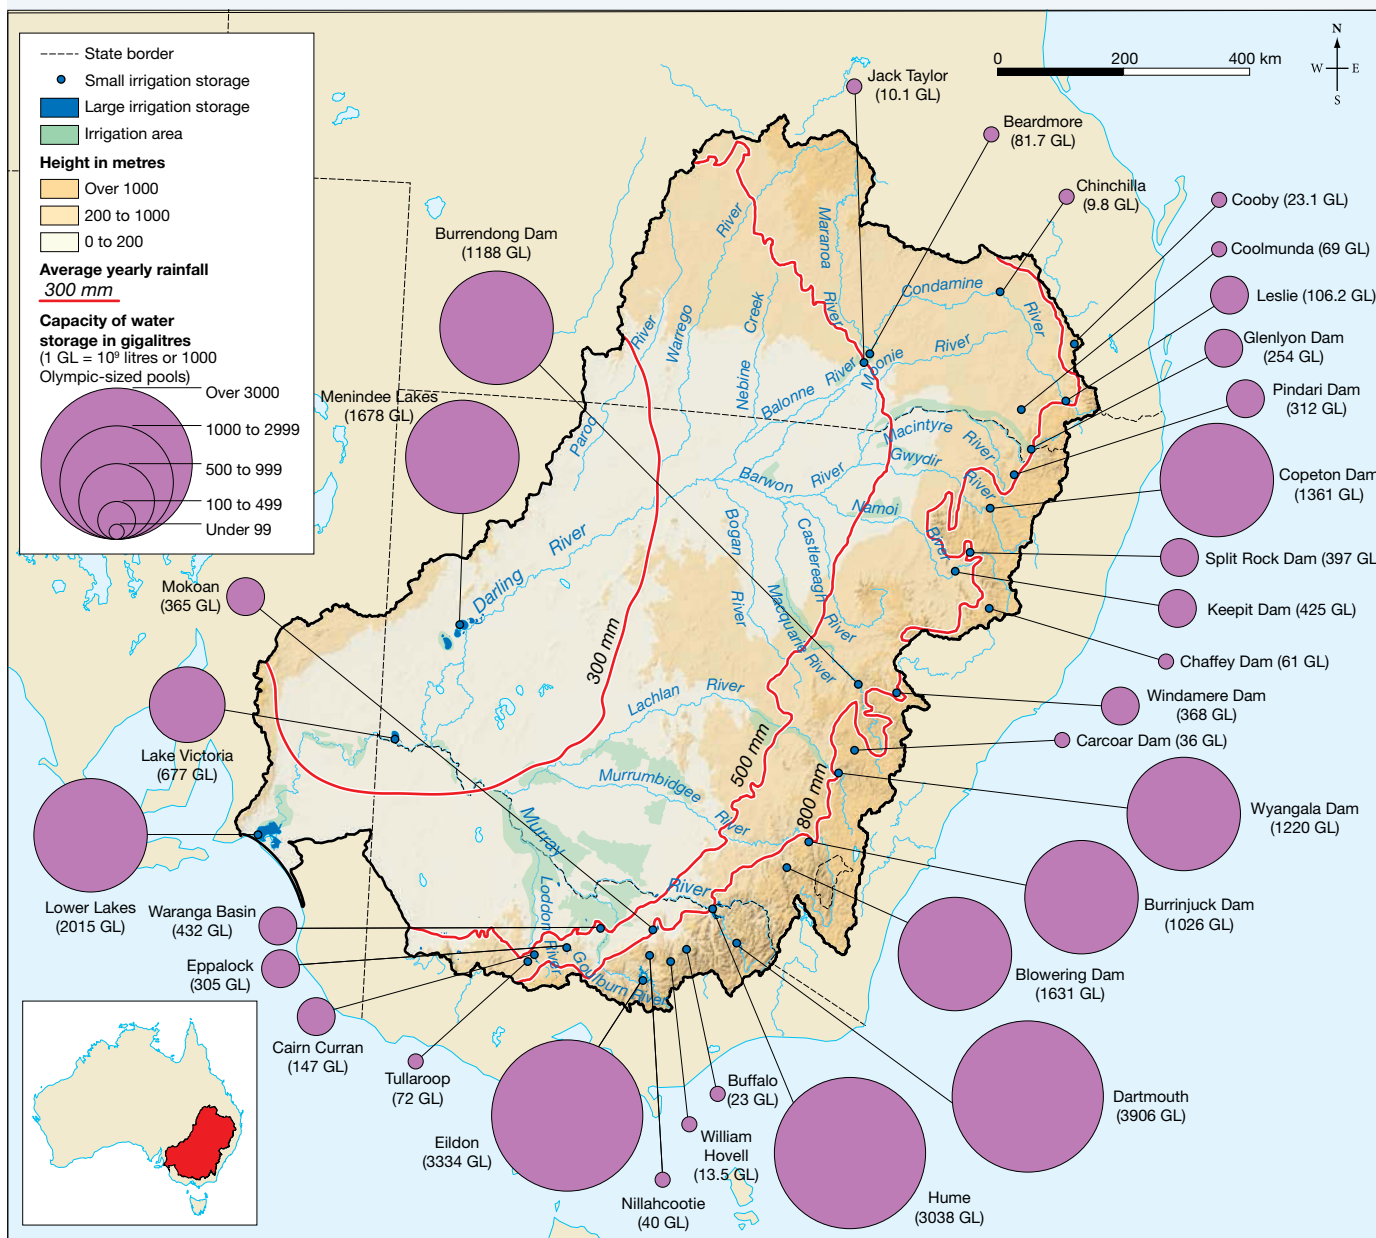 State border
Small irrigation storage
Large irrigation storage
Irrigation area
Height in metres
Over 1000
200 to 1000
0 to 200
Average yearly rainfall
300 mm
Capacity of water
storage in gigalitres
(1 GL = 10⁹ litres or 1000
Olympic-sized pools)
Over 3000
1000 to 2999
500 to 999
100 to 499
Under 99
0
200
400 km
N
W
E
S
Jack Taylor
(10.1 GL)
Beardmore
(81.7 GL)
Chinchilla
(9.8 GL)
Cooby (23.1 GL)
Coolmunda (69 GL)
Leslie (106.2 GL)
Glenlyon Dam
(254 GL)
Pindari Dam
(312 GL)
Copeton Dam
(1361 GL)
Split Rock Dam (397 GL
Keepit Dam (425 GL)
Chaffey Dam (61 GL)
Windamere Dam
(368 GL)
Carcoar Dam (36 GL)
Wyangala Dam
(1220 GL)
Burrinjuck Dam
(1026 GL)
Blowering Dam
(1631 GL)
Dartmouth
(3906 GL)
Hume
(3038 GL)
Buffalo
(23 GL)
William
Hovell
(13.5 GL)
Nillahcootie
(40 GL)
Eildon
(3334 GL)
Tullaroop
(72 GL)
Cairn Curran
(147 GL)
Eppalock
(305 GL)
Waranga Basin
(432 GL)
Lower Lakes
(2015 GL)
Lake Victoria
(677 GL)
Mokoan
(365 GL)
Menindee Lakes
(1678 GL)
Burrendong Dam
(1188 GL)
Paroo
River
Warrego
River
Nebine
Creek
Maranoa
River
Balonne
River
Moonie
River
Condamine
River
Macintyre
River
Gwydir
River
Barwon
River
Namoi
River
Bogan
River
Castlereagh
River
Macquarie River
Darling
River
Lachlan
River
Murrumbidgee
River
Murray
River
Loddon
River
Goulburn River
300 mm
500 mm
800 mm